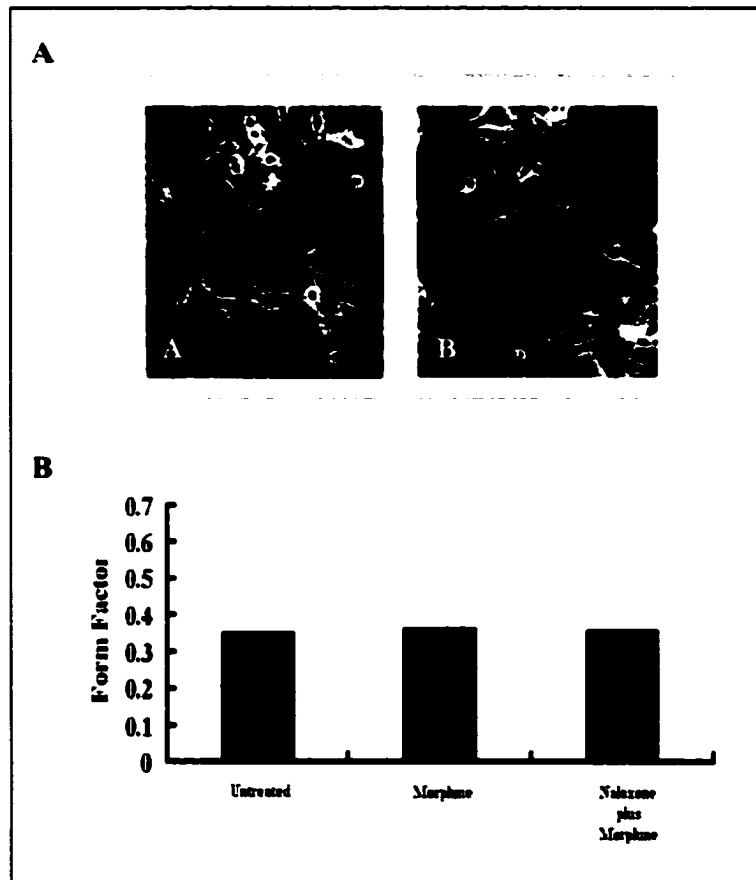 A
A
B
B
0.7
0.6
0.5
0.4
0.3
0.2
0.1
0
Form Factor
Untreated
Morphine
Naloxone
plus
Morphine